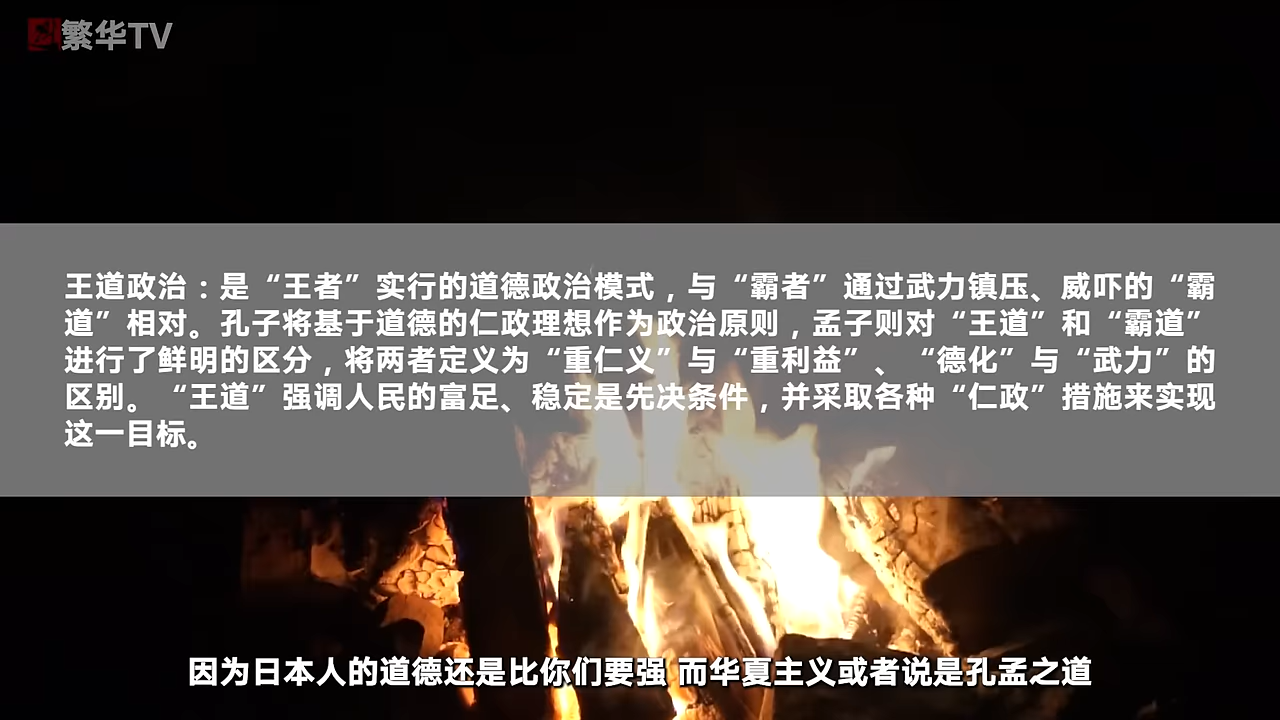 繁华TV
王道政治：是“王者”实行的道德政治模式，与“霸者”通过武力镇压、威吓的“霸
道”相对。孔子将基于道德的仁政理想作为政治原则，孟子则对“王道”和“霸道”
进行了鲜明的区分，将两者定义为“重仁义”与“重利益”、“德化”与“武力”的
区别。“王道”强调人民的富足、稳定是先决条件，并采取各种“仁政”措施来实现
这一目标。
因为日本人的道德还是比你们要强 而华夏主义或者说是孔孟之道